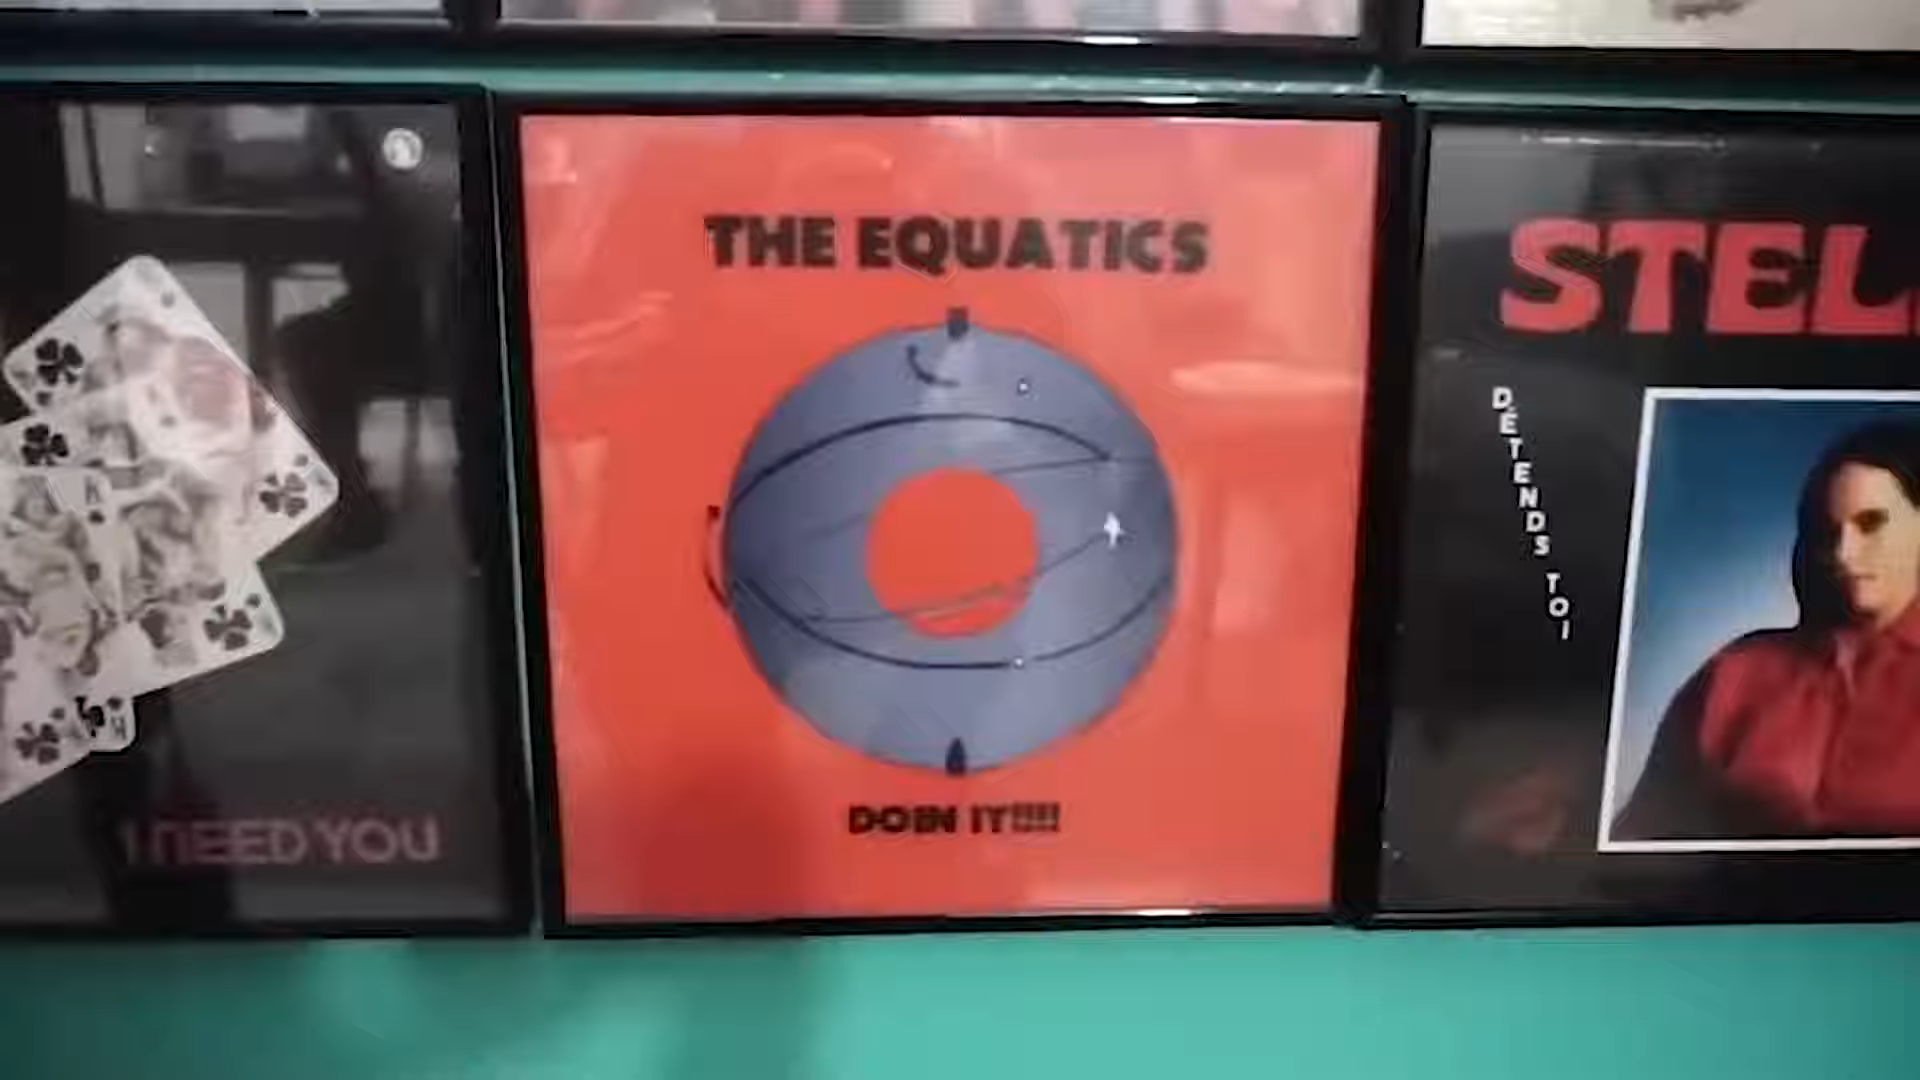 THE EQUATICS
DOIN IT!!!!
I NEED YOU
STEL
DÉTENDS TOI